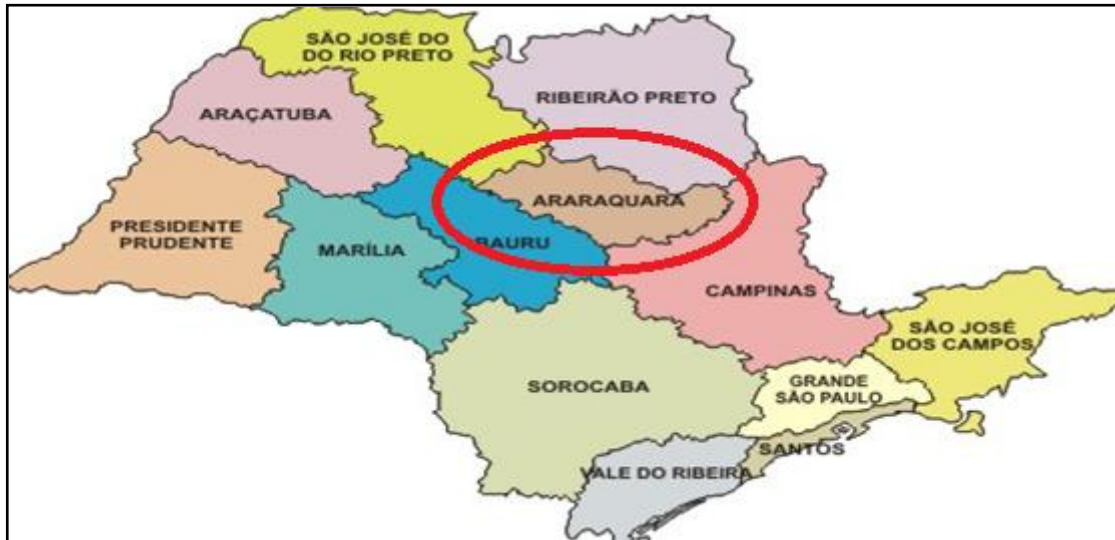 SÃO JOSÉ DO
DO RIO PRETO
RIBEIRÃO PRETO
ARAÇATUBA
ARARAQUARA
PRESIDENTE
PRUDENTE
MARÍLIA
BAURU
CAMPINAS
SÃO JOSÉ
DOS CAMPOS
SOROCABA
GRANDE
SÃO PAULO
SANTOS
VALE DO RIBEIRA